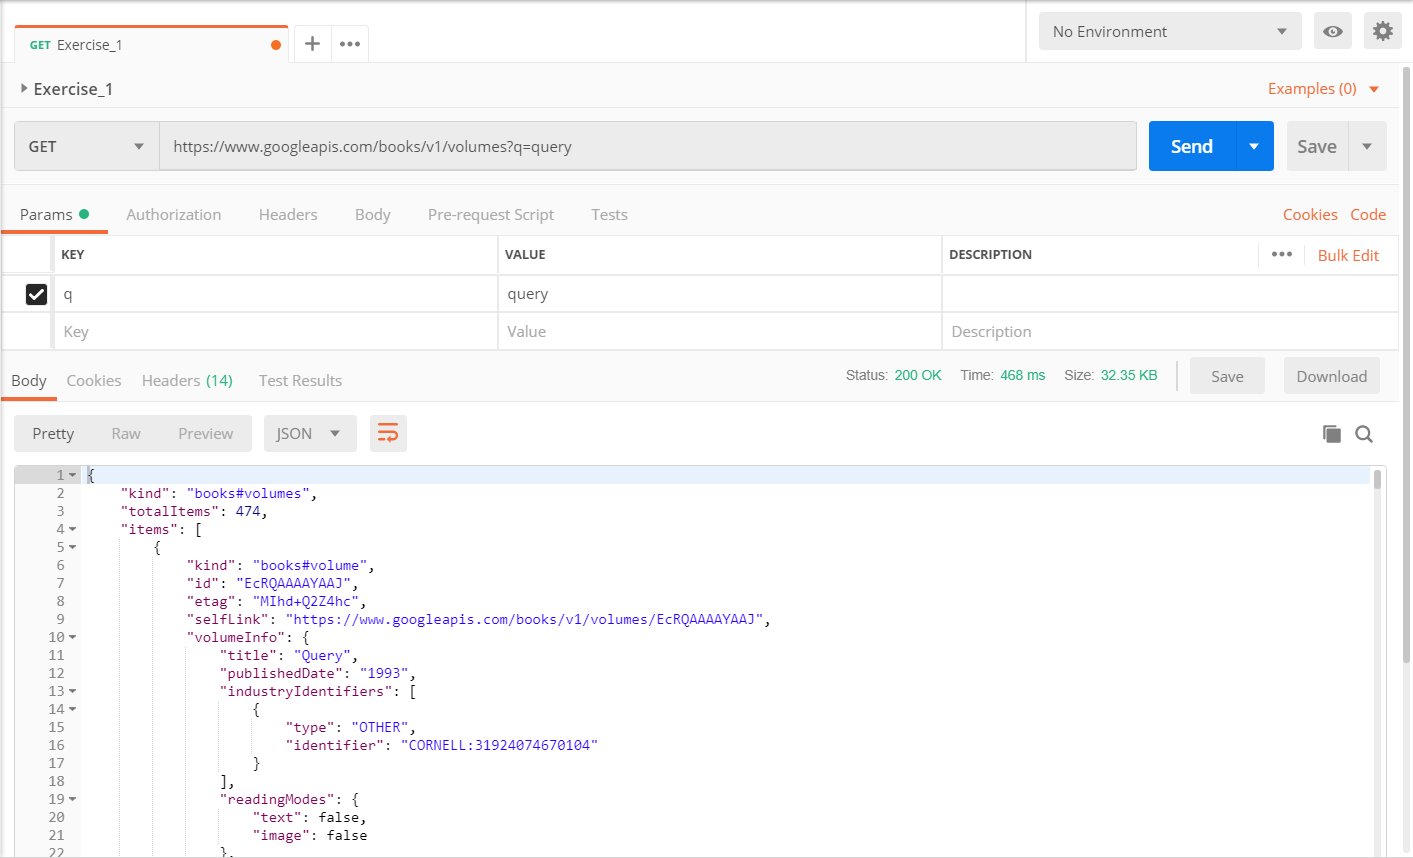 GET Exercise_1
No Environment
Exercise_1
Examples (0)
GET
https://www.googleapis.com/books/v1/volumes?q=query
Send
Save
Params Authorization Headers Body Pre-request Script Tests Cookies Code
KEY VALUE DESCRIPTION Bulk Edit
q query
Key Value Description
Body Cookies Headers (14) Test Results Status: 200 OK Time: 468 ms Size: 32.35 KB Save Download
Pretty Raw Preview JSON
1 {
2 "kind": "books#volumes",
3 "totalItems": 474,
4 "items": [
5 {
6 "kind": "books#volume",
7 "id": "EcRQAAAAYAAJ",
8 "etag": "MIhd+Q2Z4hc",
9 "selfLink": "https://www.googleapis.com/books/v1/volumes/EcRQAAAAYAAJ",
10 "volumeInfo": {
11 "title": "Query",
12 "publishedDate": "1993",
13 "industryIdentifiers": [
14 {
15 "type": "OTHER",
16 "identifier": "CORNELL:31924074670104"
17 }
18 ],
19 "readingModes": {
20 "text": false,
21 "image": false
22 },